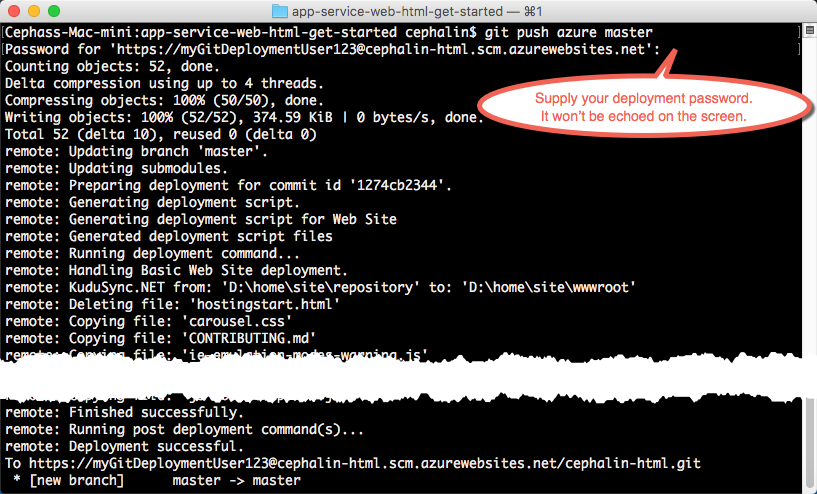 app-service-web-html-get-started — ⌘1
[Cephass-Mac-mini:app-service-web-html-get-started cephalin$ git push azure master ]
[Password for 'https://myGitDeploymentUser123@cephalin-html.scm.azurewebsites.net': ]
Counting objects: 52, done.
Delta compression using up to 4 threads.
Compressing objects: 100% (50/50), done.
Writing objects: 100% (52/52), 374.59 KiB | 0 bytes/s, done.
Total 52 (delta 10), reused 0 (delta 0)
Supply your deployment password.
It won't be echoed on the screen.
remote: Updating branch 'master'.
remote: Updating submodules.
remote: Preparing deployment for commit id '1274cb2344'.
remote: Generating deployment script.
remote: Generating deployment script for Web Site
remote: Generated deployment script files
remote: Running deployment command...
remote: Handling Basic Web Site deployment.
remote: KuduSync.NET from: 'D:\home\site\repository' to: 'D:\home\site\wwwroot'
remote: Deleting file: 'hostingstart.html'
remote: Copying file: 'carousel.css'
remote: Copying file: 'CONTRIBUTING.md'
remote: Copying file: 'ie-emulation-modes-warning.js'
remote: Finished successfully.
remote: Running post deployment command(s)...
remote: Deployment successful.
To https://myGitDeploymentUser123@cephalin-html.scm.azurewebsites.net/cephalin-html.git
 * [new branch]      master -> master